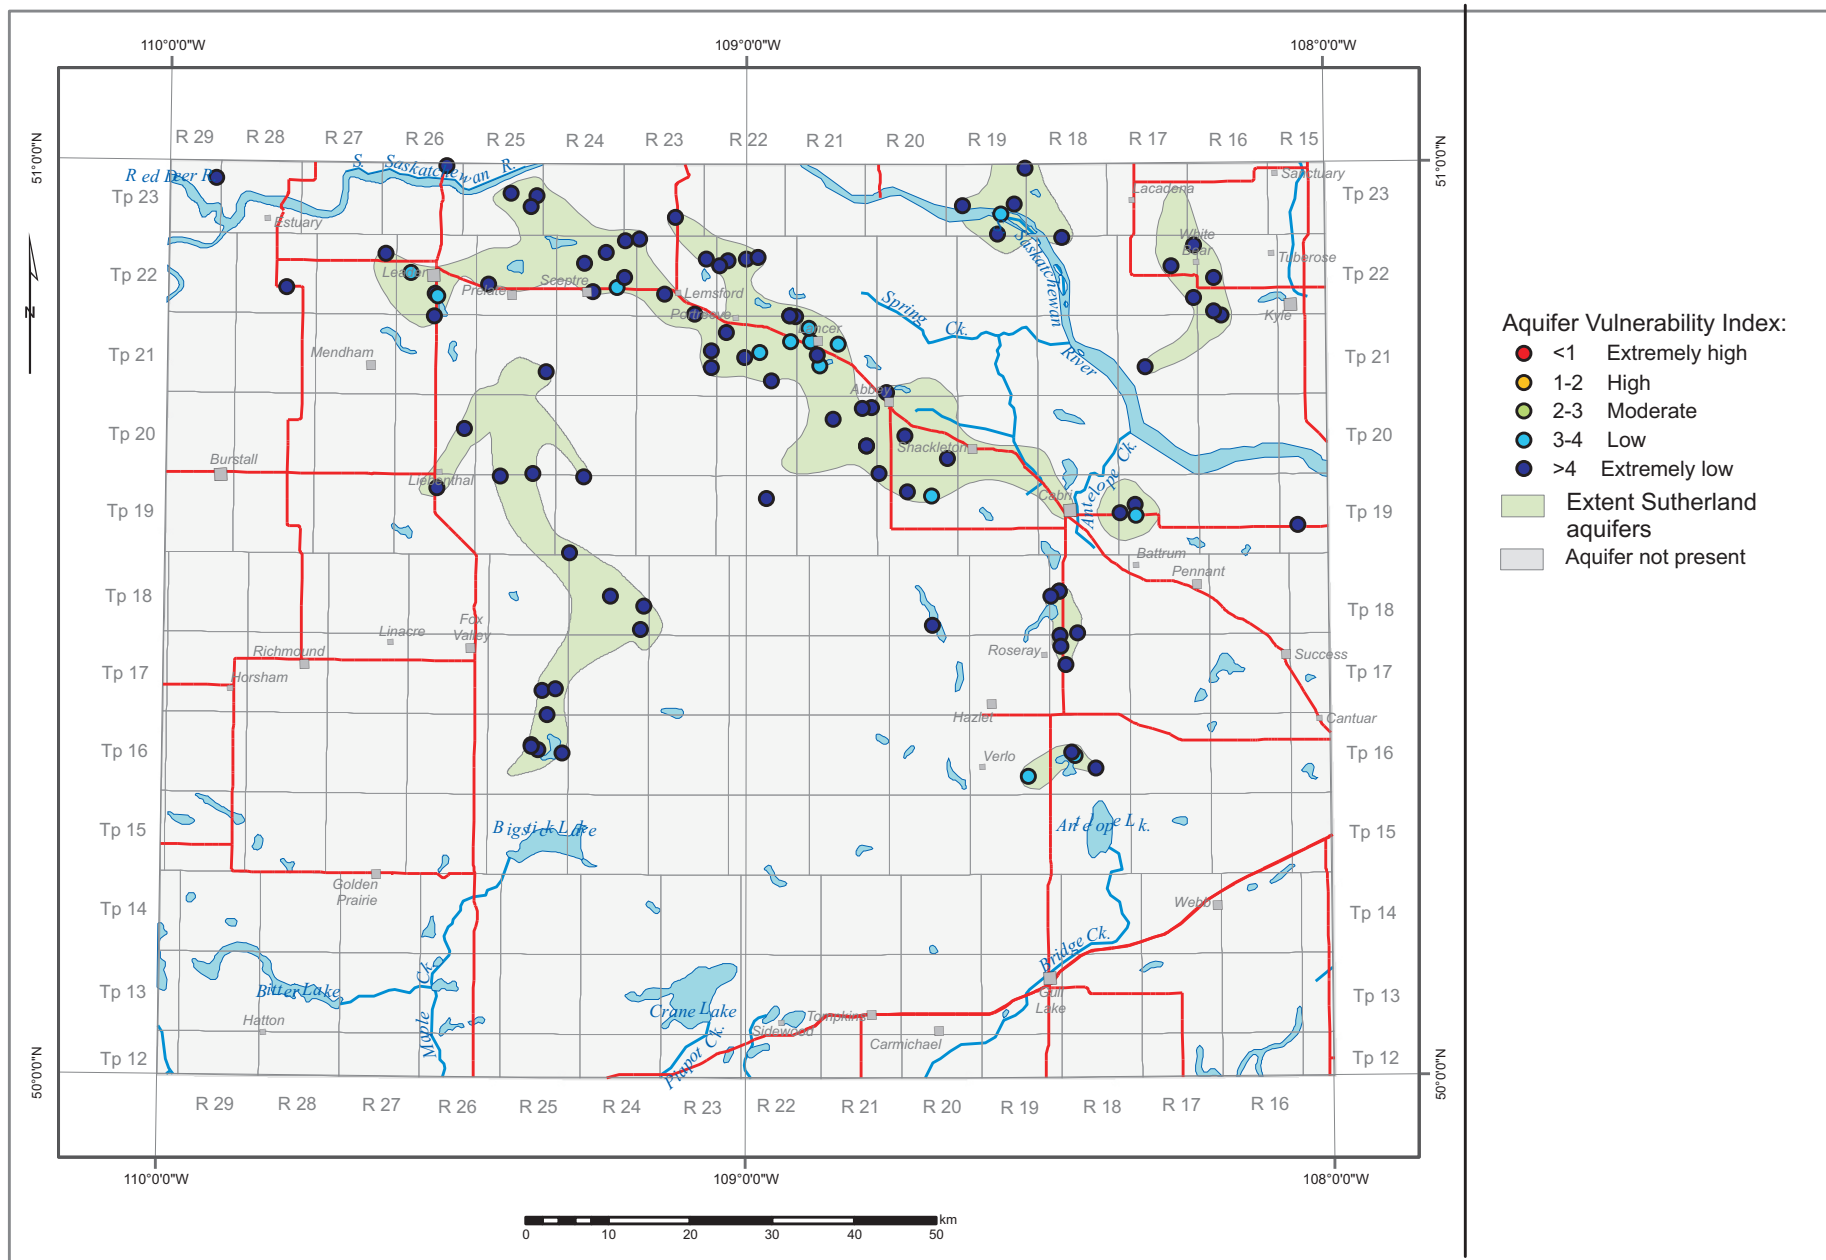 110°0'0"W 109°0'0"W 108°0'0"W
R 29 R 28 R 27 R 26 R 25 R 24 R 23 R 22 R 21 R 20 R 19 R 18 R 17 R 16 R 15
51°0'0"N
51°0'0"N
S. Saskatchewan R.
Red Deer R.
Tp 23
Estuary
Lacadena
Sanctuary
Tp 23
White
Bear
Tuberose
Tp 22
Leader
Prelate
Sceptre
Lemsford
Portreeve
Saskatchewan
River
Spring Ck.
Kyle
Tp 22
N
Mendham
Lancer
Tp 21
Tp 21
Abbey
Tp 20
Burstall
Liebenthal
Shackleton
Antelope Ck.
Tp 20
Cabri
Tp 19
Tp 19
Battrum
Pennant
Tp 18
Linacre
Fox
Valley
Richmound
Horsham
Roseray
Success
Tp 18
Tp 17
Tp 17
Hazlet
Cantuar
Tp 16
Verlo
Tp 16
Tp 15
Bigstick Lake
Antelope Lk.
Tp 15
Golden
Prairie
Tp 14
Webb
Tp 14
Bridge Ck.
Tp 13
Bitter Lake
Hatton
Maple Ck.
Crane Lake
Piapot Ck.
Sidewood
Tompkins
Carmichael
Gull
Lake
Tp 13
Tp 12
Tp 12
50°0'0"N
50°0'0"N
R 29 R 28 R 27 R 26 R 25 R 24 R 23 R 22 R 21 R 20 R 19 R 18 R 17 R 16
110°0'0"W 109°0'0"W 108°0'0"W
km
0 10 20 30 40 50
Aquifer Vulnerability Index:
<1 Extremely high
1-2 High
2-3 Moderate
3-4 Low
>4 Extremely low
Extent Sutherland
aquifers
Aquifer not present